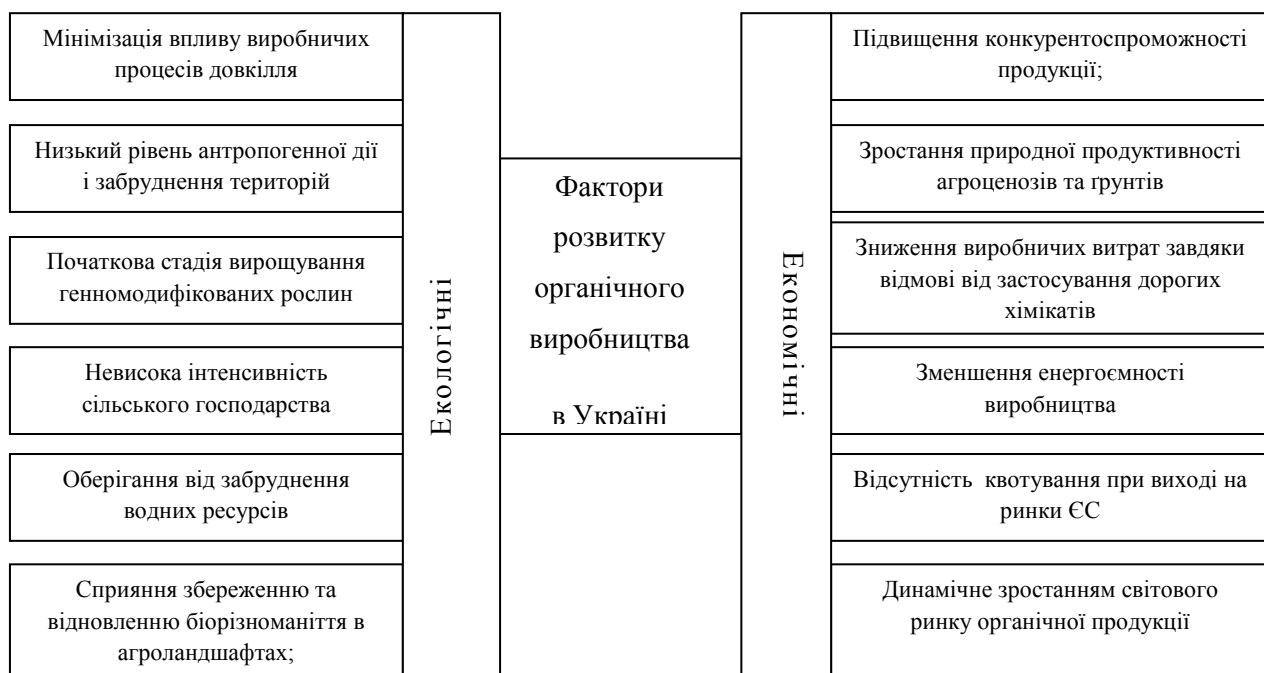 Мінімізація впливу виробничих
процесів довкілля
Низький рівень антропогенної дії
і забруднення територій
Початкова стадія вирощування
генномодифікованих рослин
Невисока інтенсивність
сільського господарства
Оберігання від забруднення
водних ресурсів
Сприяння збереженню та
відновленню біорізноманіття в
агроландшафтах;
Екологічні
Фактори
розвитку
органічного
виробництва
в Україні
Економічні
Підвищення конкурентоспроможності
продукції;
Зростання природної продуктивності
агроценозів та ґрунтів
Зниження виробничих витрат завдяки
відмові від застосування дорогих
хімікатів
Зменшення енергоємності
виробництва
Відсутність квотування при виході на
ринки ЄС
Динамічне зростанням світового
ринку органічної продукції